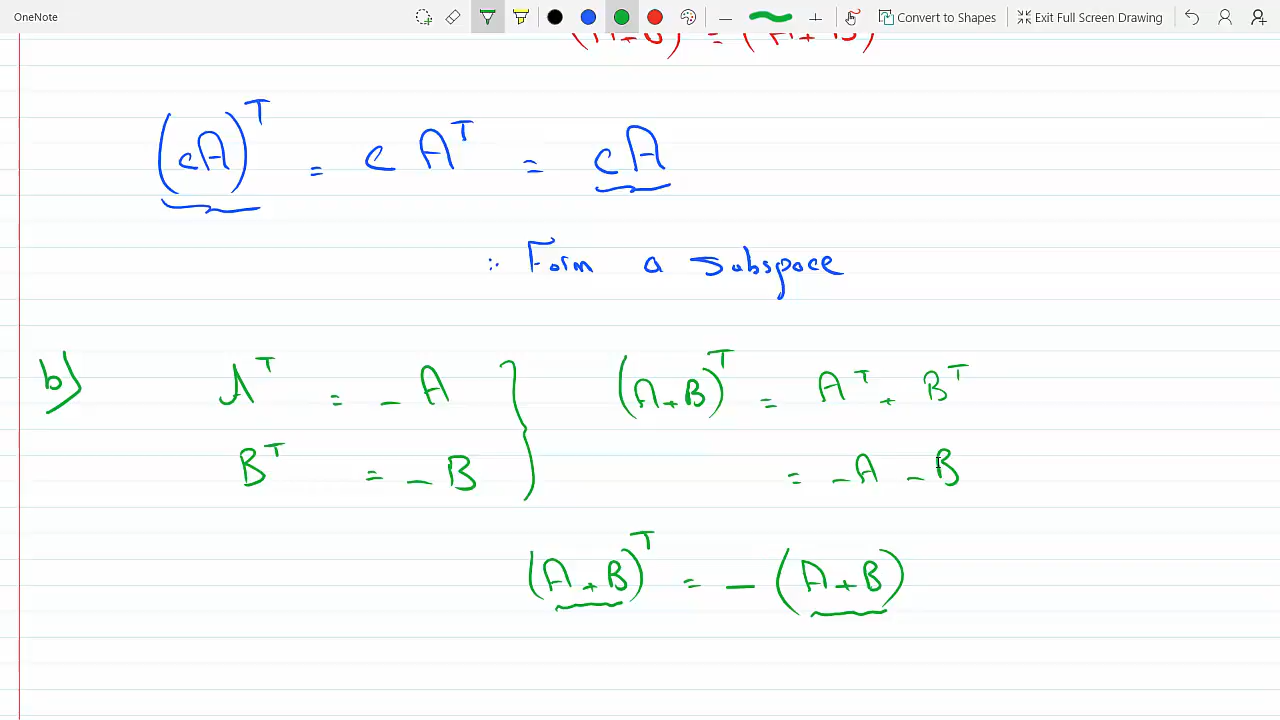 OneNote
Convert to Shapes
Exit Full Screen Drawing
(A+B) = (A+B)
(cA)^T = c A^T = cA
∴ Form a subspace
b)
A^T = -A
B^T = -B
(A+B)^T = A^T + B^T
= -A -B
(A+B)^T = -(A+B)